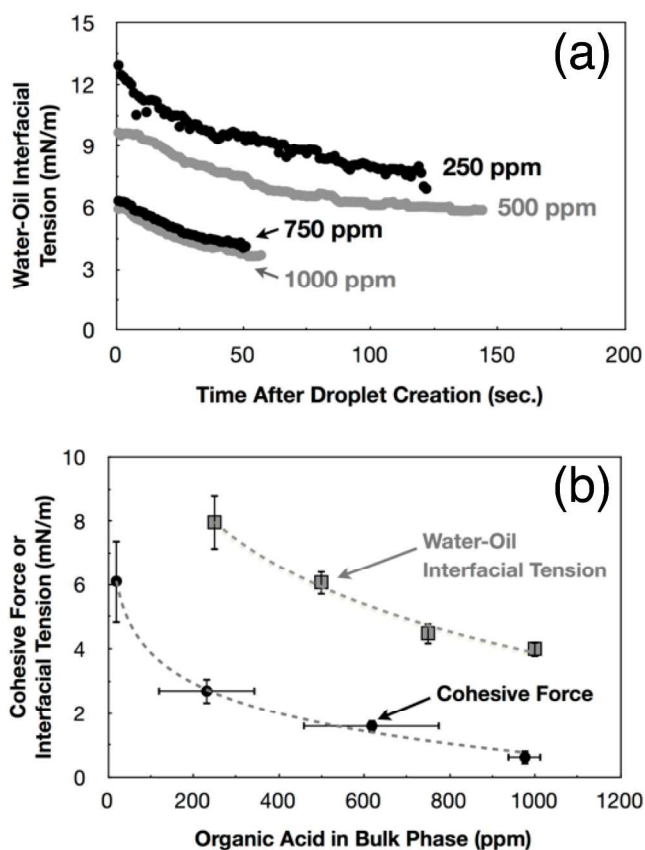 (a)
15
12
9
6
3
0
Water-Oil Interfacial
Tension (mN/m)
250 ppm
500 ppm
750 ppm
1000 ppm
0 50 100 150 200
Time After Droplet Creation (sec.)
(b)
10
8
6
4
2
0
Cohesive Force or
Interfacial Tension (mN/m)
Water-Oil
Interfacial Tension
Cohesive Force
0 200 400 600 800 1000 1200
Organic Acid in Bulk Phase (ppm)